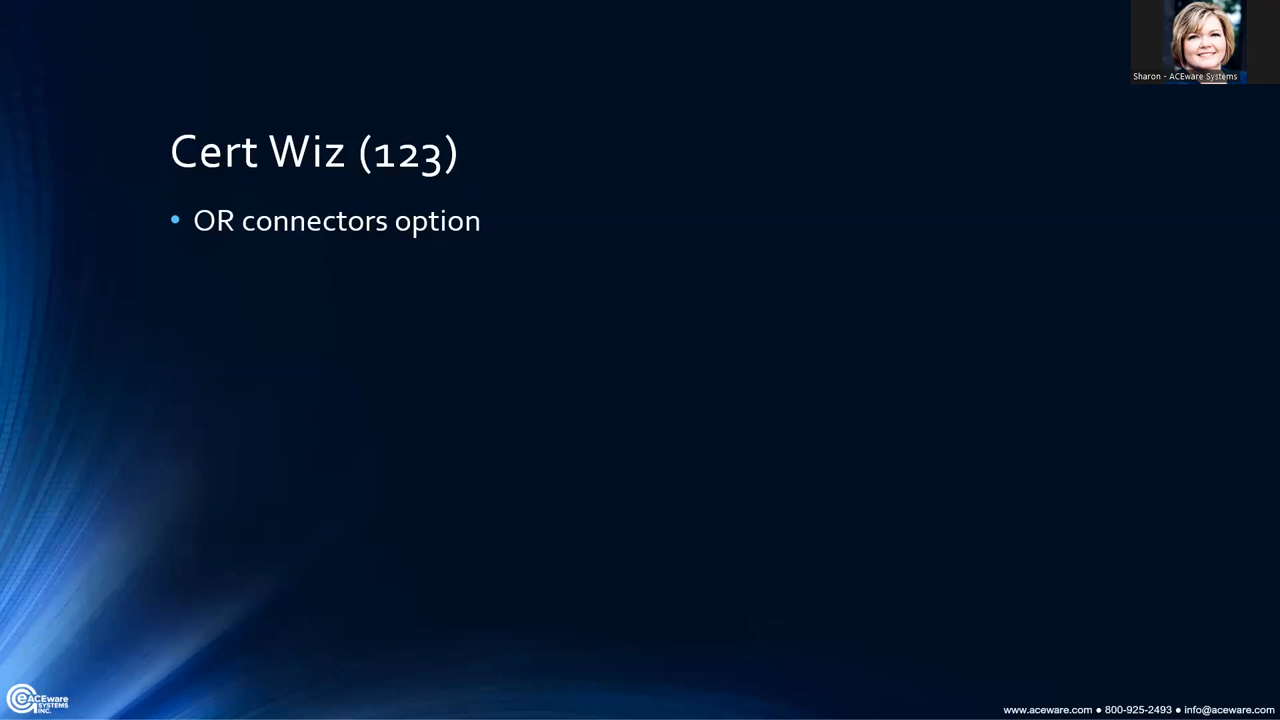 Sharon - ACEware Systems
Cert Wiz (123)
• OR connectors option
ACEware
SYSTEMS
INC.
www.aceware.com ● 800-925-2493 ● info@aceware.com